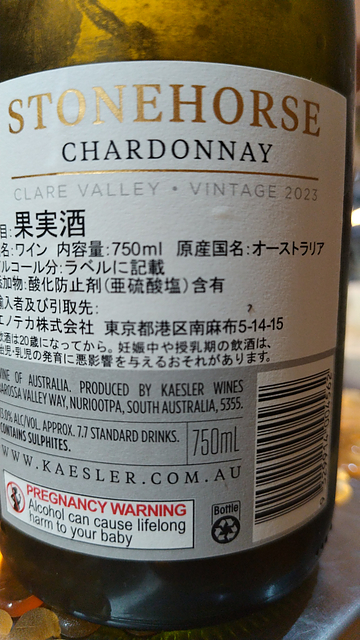 STONEHORSE
CHARDONNAY
CLARE VALLEY • VINTAGE 2023
目:果実酒
名:ワイン 内容量:750ml 原産国名:オーストラリア
ルコール分:ラベルに記載
添加物:酸化防止剤(亜硫酸塩)含有
輸入者及び引取先:
エノテカ株式会社 東京都港区南麻布5-14-15
飲酒は20歳になってから。妊娠中や授乳期の飲酒は、
胎児・乳児の発育に悪影響を与えるおそれがあります。
WINE OF AUSTRALIA. PRODUCED BY KAESLER WINES
BAROSSA VALLEY WAY, NURIOOTPA, SOUTH AUSTRALIA, 5355.
13.0% ALC/VOL. APPROX. 7.7 STANDARD DRINKS.
CONTAINS SULPHITES.
750mL
WWW.KAESLER.COM.AU
PREGNANCY WARNING
Alcohol can cause lifelong
harm to your baby
Bottle